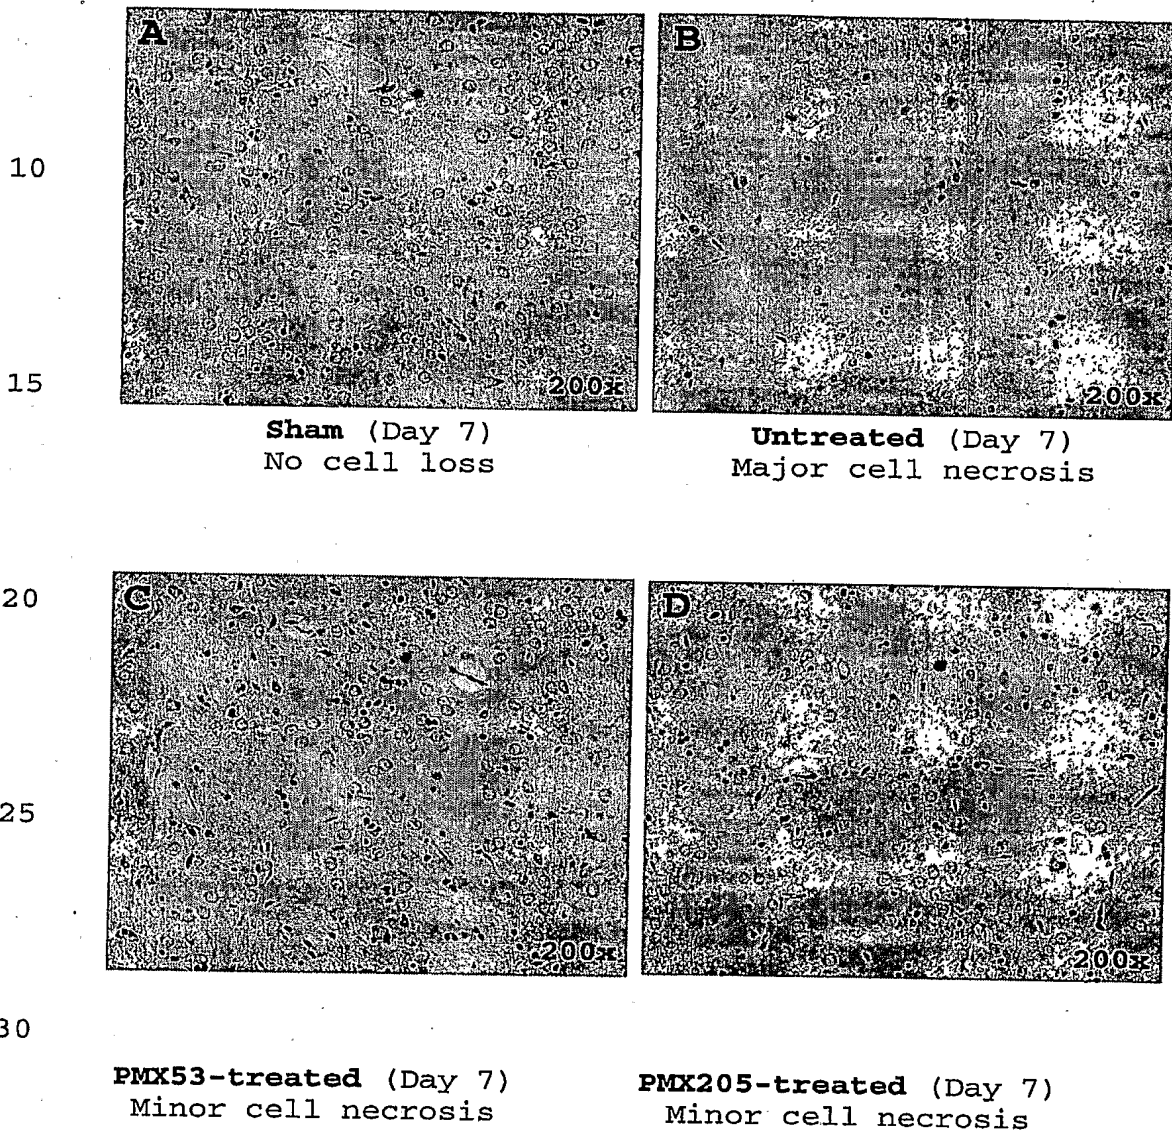 A
B
10
15
200x
200x
Sham (Day 7)
No cell loss
Untreated (Day 7)
Major cell necrosis
20
C
D
25
200x
200x
30
PMX53-treated (Day 7)
Minor cell necrosis
PMX205-treated (Day 7)
Minor cell necrosis